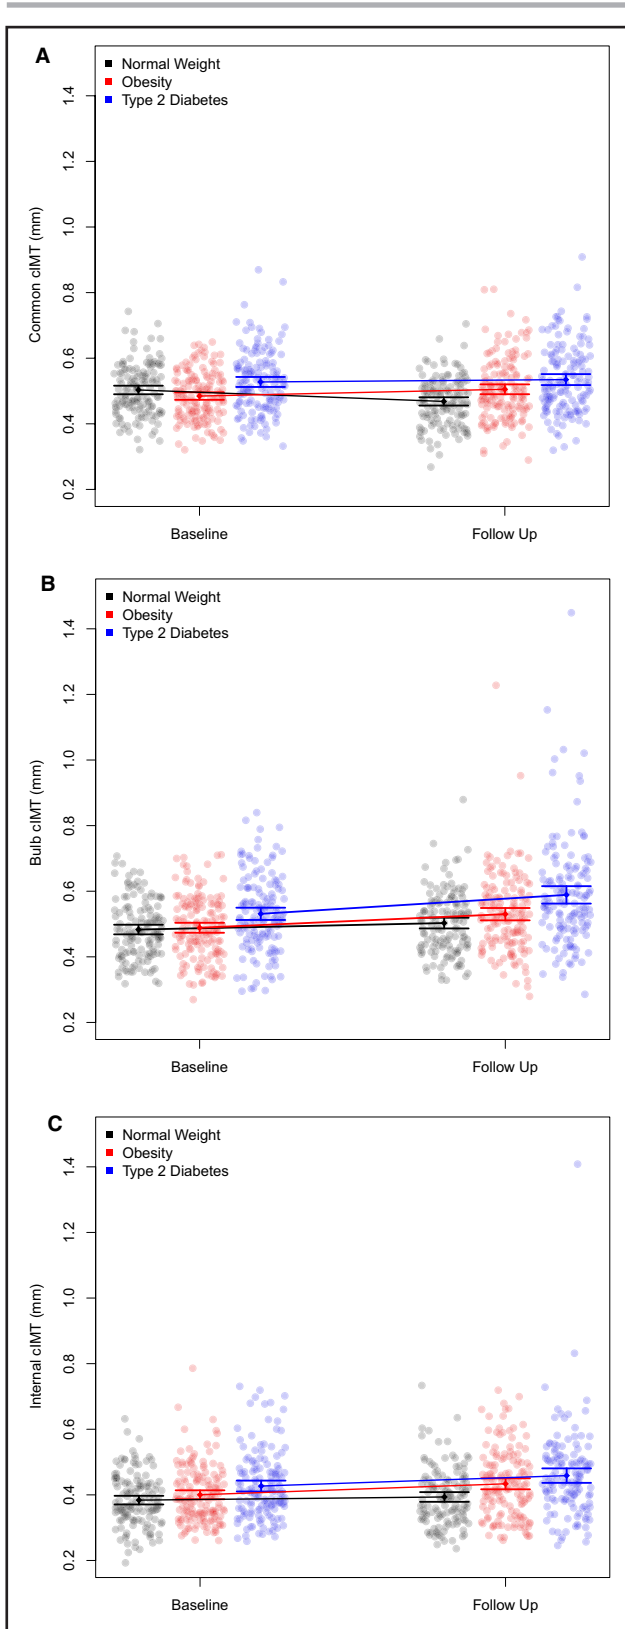 A
Normal Weight
Obesity
Type 2 Diabetes
Common cIMT (mm)
1.4
1.2
1.0
0.8
0.6
0.4
0.2
Baseline
Follow Up
B
Normal Weight
Obesity
Type 2 Diabetes
Bulb cIMT (mm)
1.4
1.2
1.0
0.8
0.6
0.4
0.2
Baseline
Follow Up
C
Normal Weight
Obesity
Type 2 Diabetes
Internal cIMT (mm)
1.4
1.2
1.0
0.8
0.6
0.4
0.2
Baseline
Follow Up